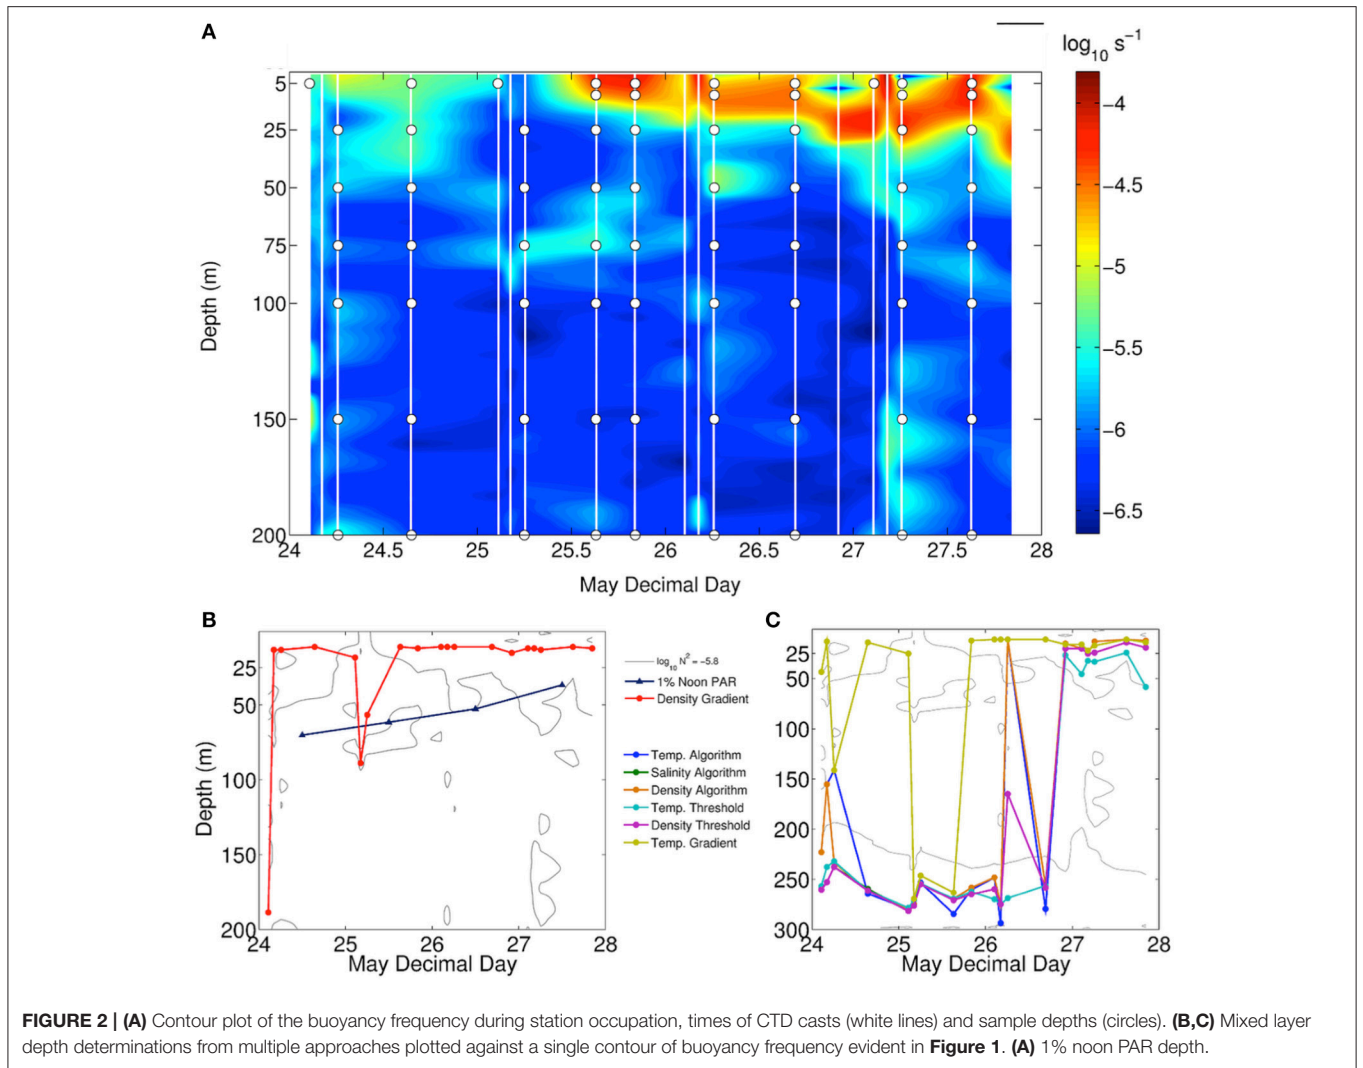 A
log10 s−1
5
25
50
75
100
150
200
−4
−4.5
−5
−5.5
−6
−6.5
Depth (m)
24 24.5 25 25.5 26 26.5 27 27.5 28
May Decimal Day
B
25
50
100
150
200
Depth (m)
24 25 26 27 28
May Decimal Day
log10 N2 = −5.8
1% Noon PAR
Density Gradient
Temp. Algorithm
Salinity Algorithm
Density Algorithm
Temp. Threshold
Density Threshold
Temp. Gradient
C
25
50
100
150
200
250
300
24 25 26 27 28
May Decimal Day
FIGURE 2 | (A) Contour plot of the buoyancy frequency during station occupation, times of CTD casts (white lines) and sample depths (circles). (B,C) Mixed layer
depth determinations from multiple approaches plotted against a single contour of buoyancy frequency evident in Figure 1. (A) 1% noon PAR depth.